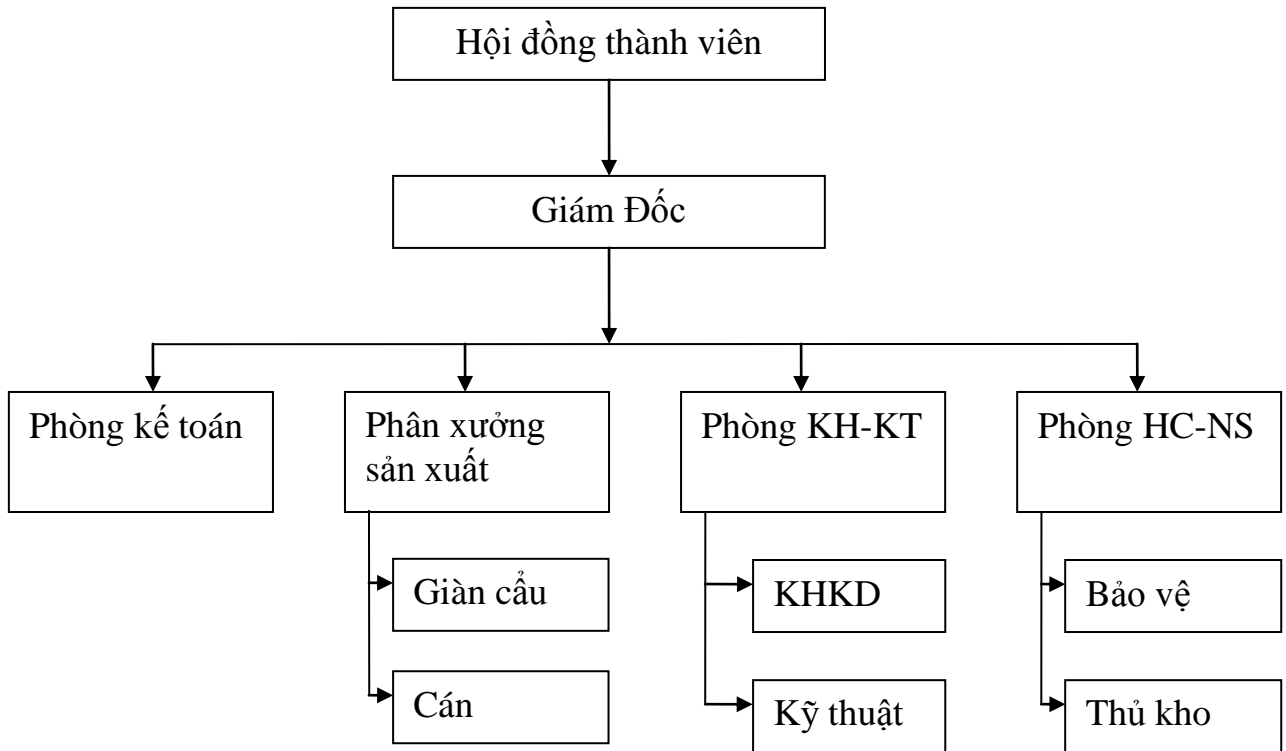 Hội đồng thành viên
Giám Đốc
Phòng kế toán
Phân xưởng
sản xuất
Phòng KH-KT
Phòng HC-NS
Giàn cẩu
KHKD
Bảo vệ
Cán
Kỹ thuật
Thủ kho